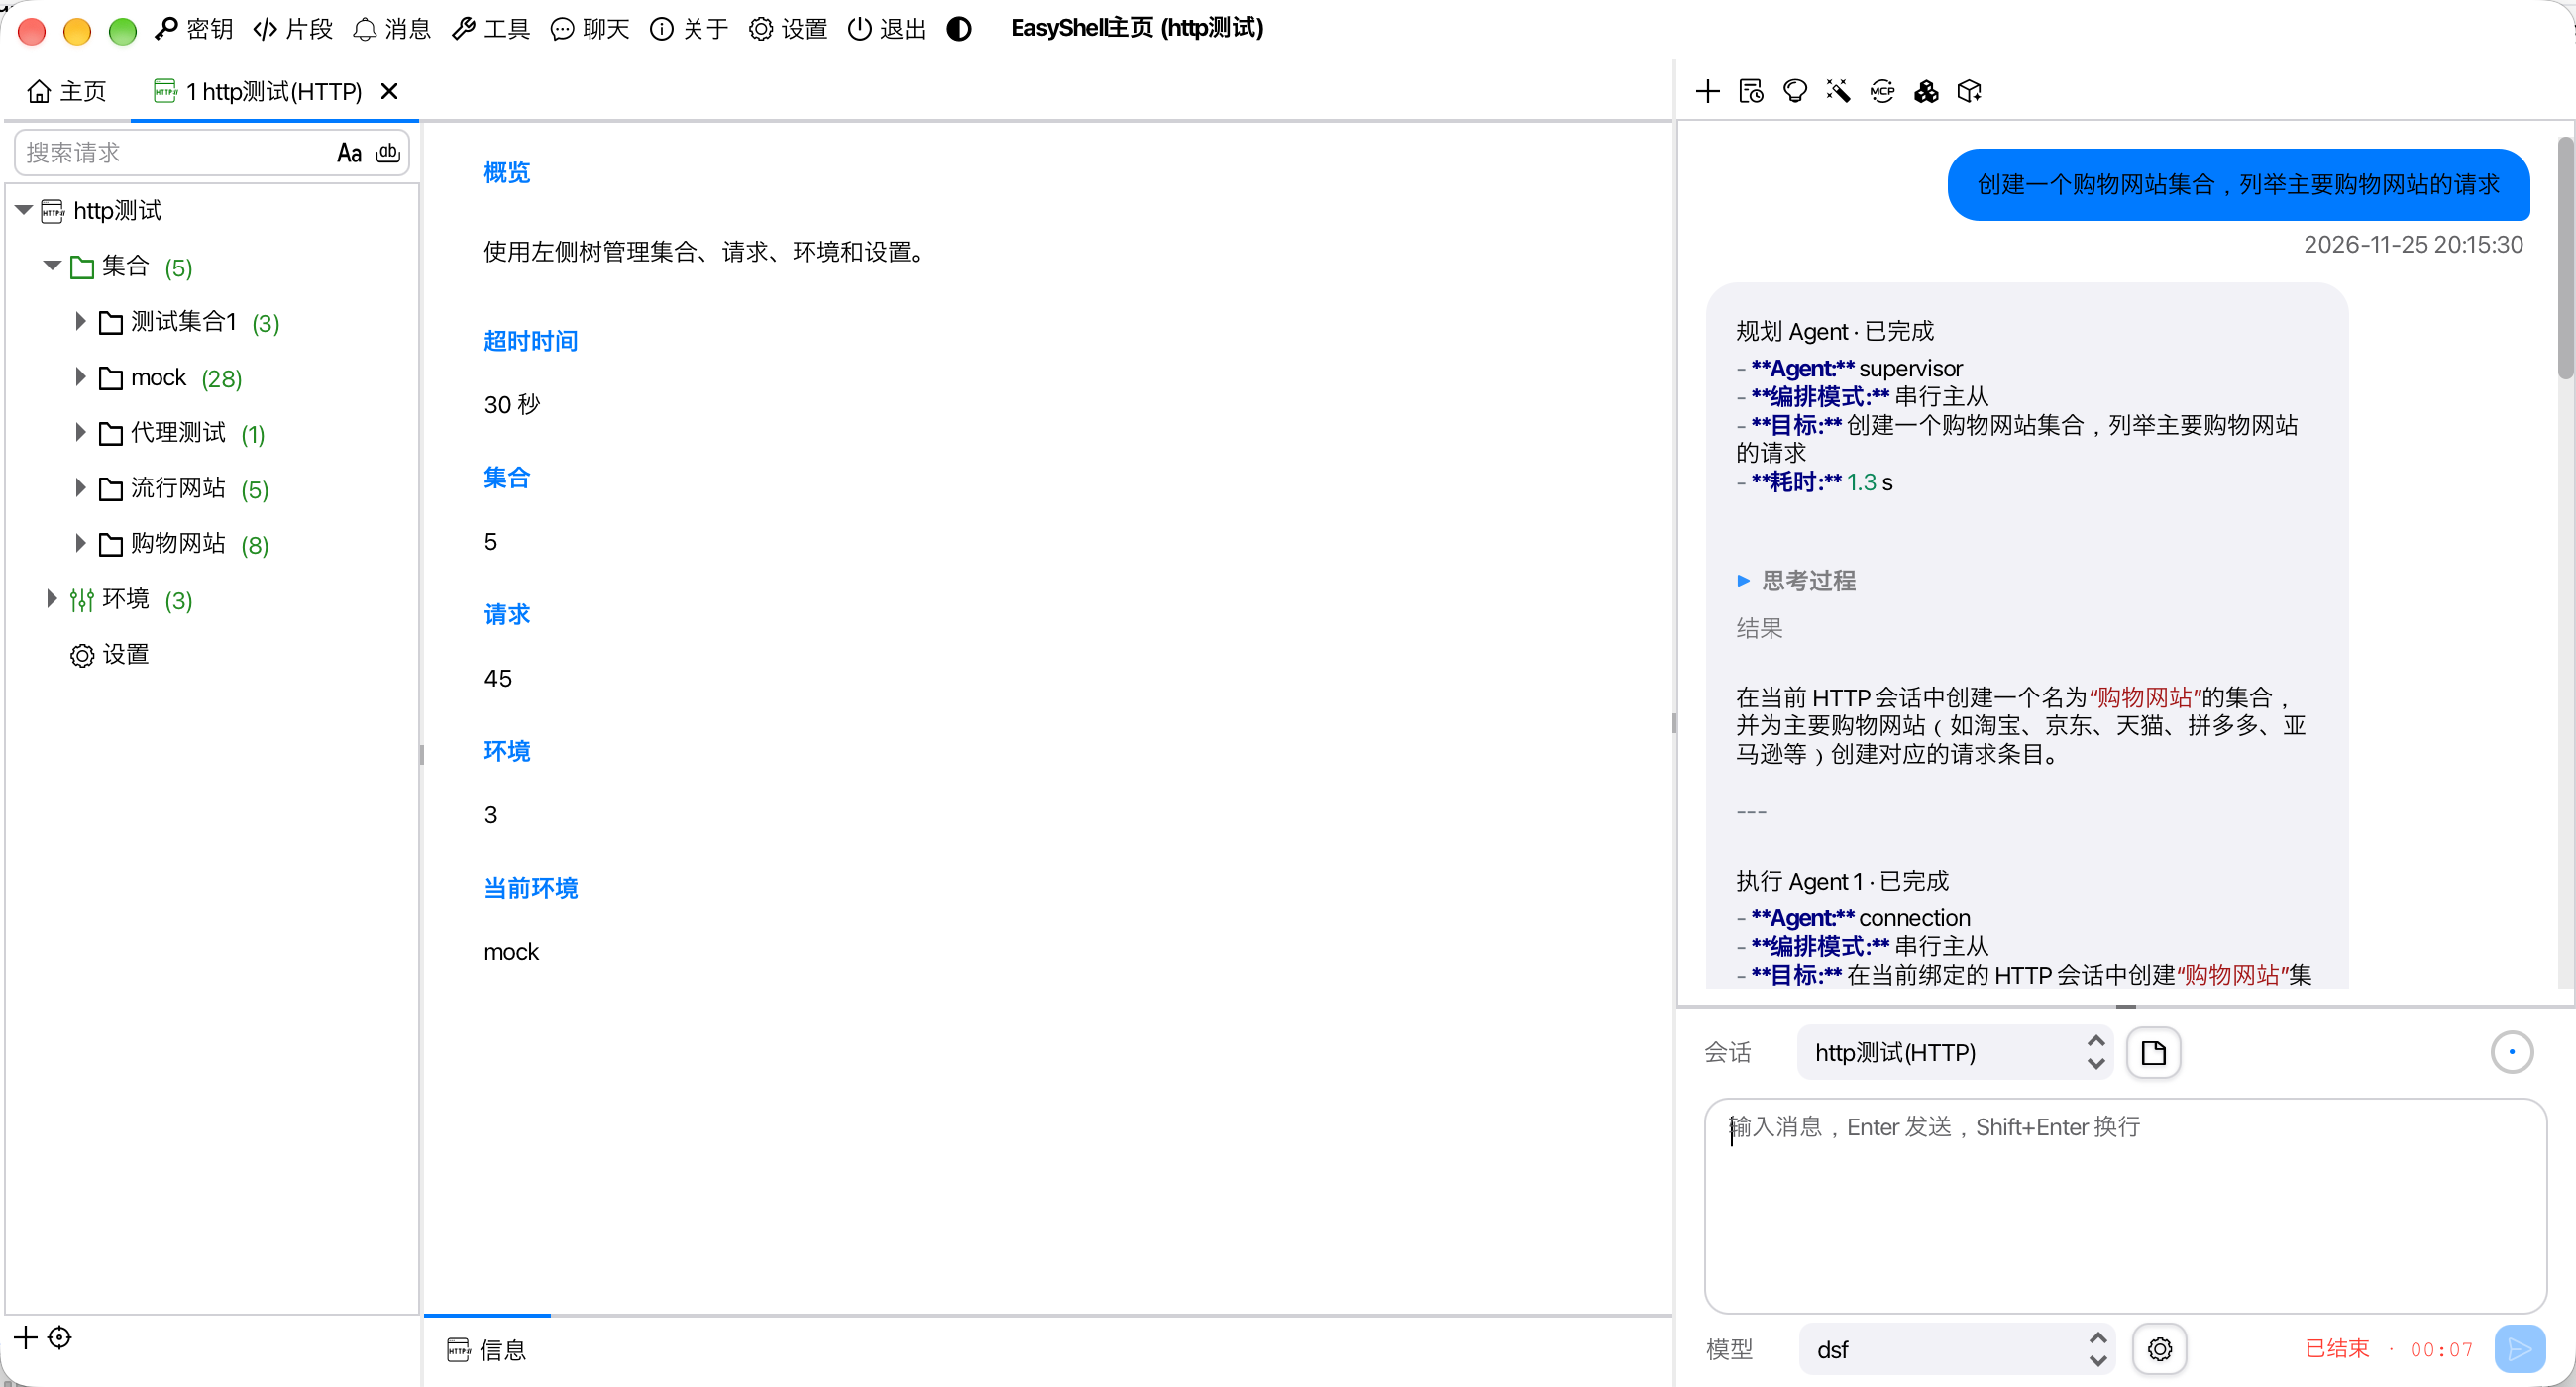 密钥 片段 消息 工具 聊天 关于 设置 退出 EasyShell主页 (http测试)
主页 1 http测试(HTTP)
搜索请求 Aa ab
http测试
集合 (5)
测试集合1 (3)
mock (28)
代理测试 (1)
流行网站 (5)
购物网站 (8)
环境 (3)
设置
概览
使用左侧树管理集合、请求、环境和设置。
超时时间
30 秒
集合
5
请求
45
环境
3
当前环境
mock
信息
MCP
创建一个购物网站集合，列举主要购物网站的请求
2026-11-25 20:15:30
规划 Agent · 已完成
- **Agent:** supervisor
- **编排模式:** 串行主从
- **目标:** 创建一个购物网站集合，列举主要购物网站
的请求
- **耗时:** 1.3 s
思考过程
结果
在当前 HTTP 会话中创建一个名为“购物网站”的集合，
并为主要购物网站（如淘宝、京东、天猫、拼多多、亚
马逊等）创建对应的请求条目。
---
执行 Agent 1 · 已完成
- **Agent:** connection
- **编排模式:** 串行主从
- **目标:** 在当前绑定的 HTTP 会话中创建“购物网站”集
会话 http测试(HTTP)
输入消息，Enter 发送，Shift+Enter 换行
模型 dsf 已结束 · 00:07